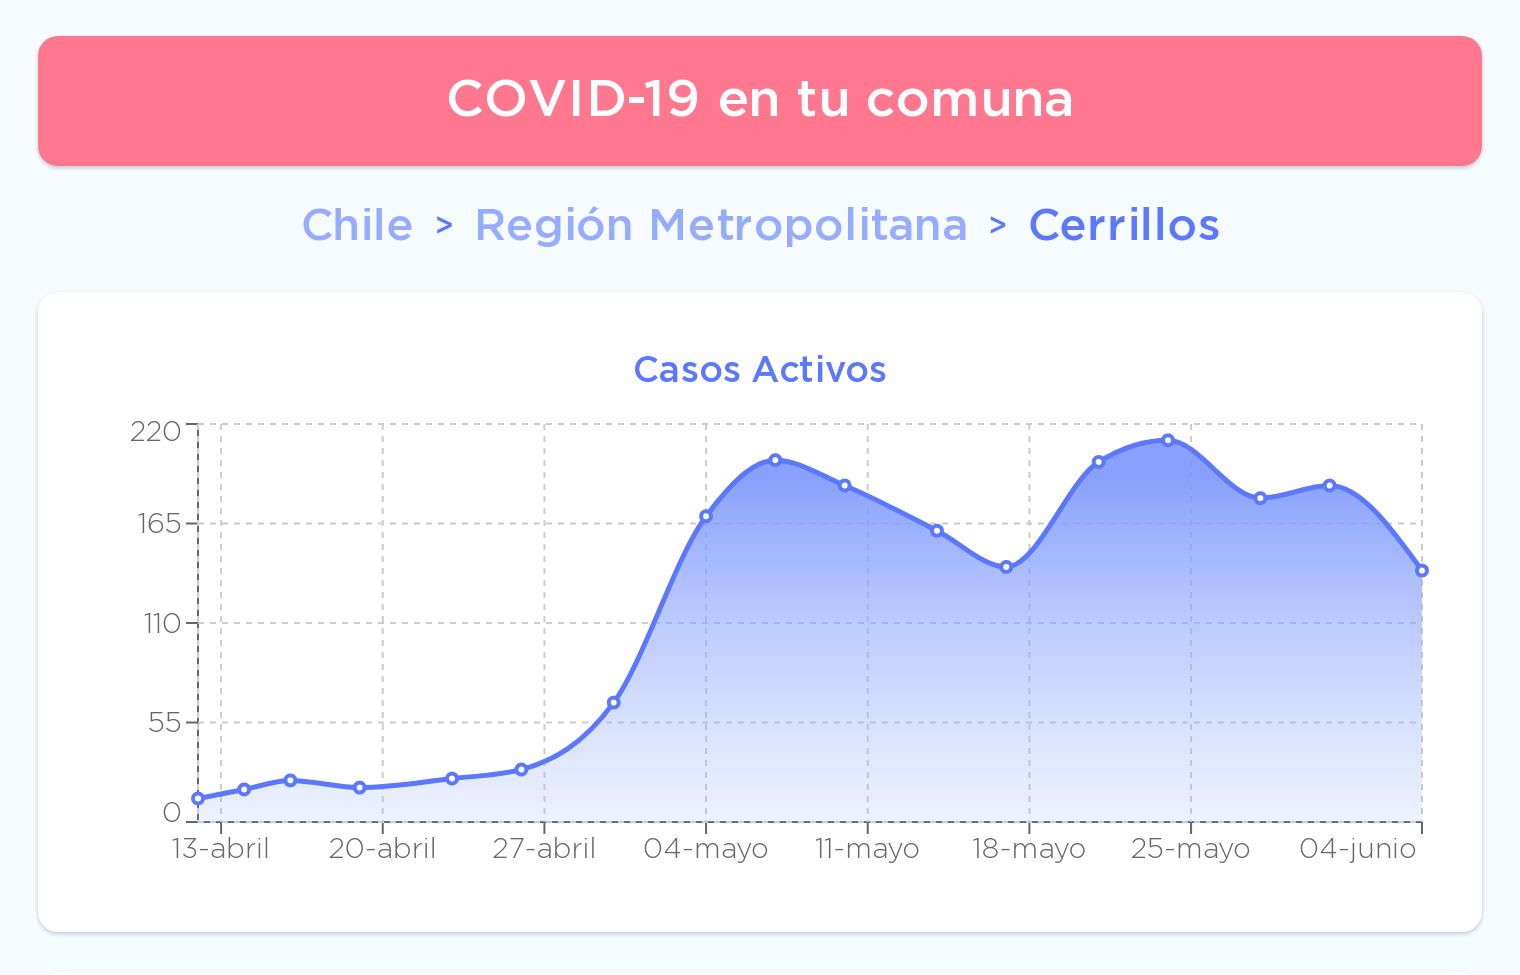 COVID-19 en tu comuna
Chile > Región Metropolitana > Cerrillos
Casos Activos
220
165
110
55
0
13-abril 20-abril 27-abril 04-mayo 11-mayo 18-mayo 25-mayo 04-junio